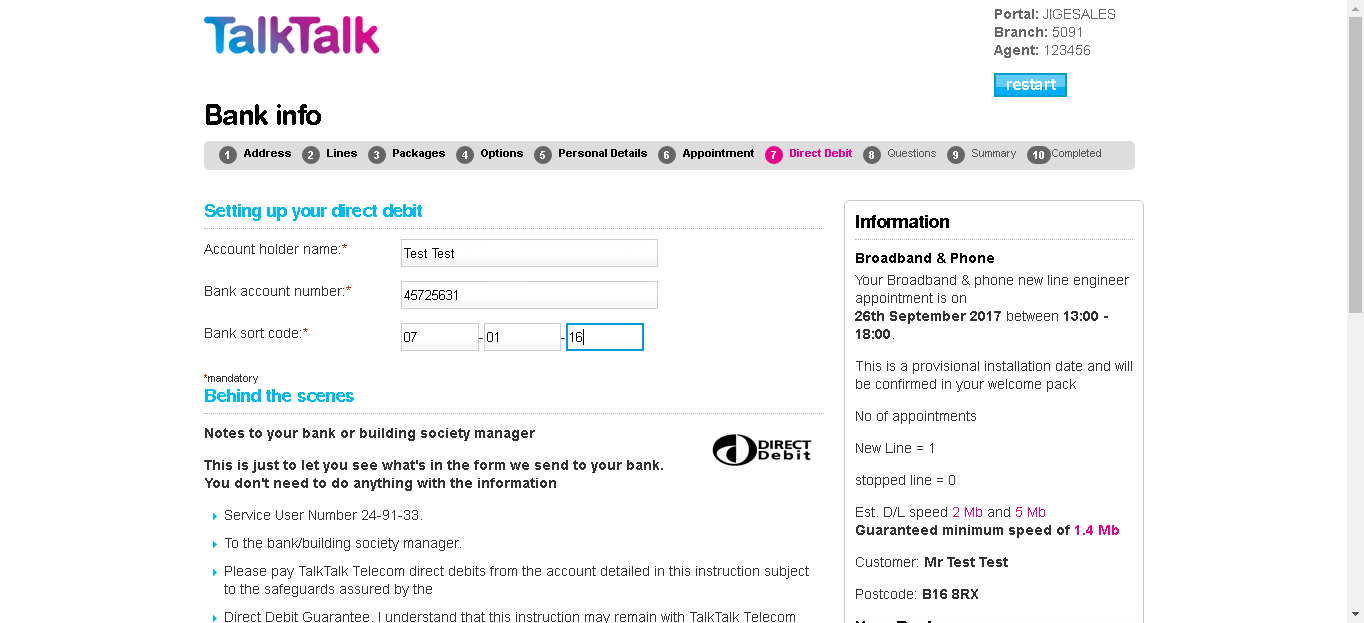 TalkTalk
Portal: JIGESALES
Branch: 5091
Agent: 123456
restart
Bank info
1 Address 2 Lines 3 Packages 4 Options 5 Personal Details 6 Appointment 7 Direct Debit 8 Questions 9 Summary 10 Completed
Setting up your direct debit
Account holder name:* Test Test
Bank account number:* 45725631
Bank sort code:* 07 - 01 - 16
*mandatory
Behind the scenes
Notes to your bank or building society manager
DIRECT
Debit
This is just to let you see what's in the form we send to your bank.
You don't need to do anything with the information
Service User Number 24-91-33.
To the bank/building society manager.
Please pay TalkTalk Telecom direct debits from the account detailed in this instruction subject
to the safeguards assured by the
Direct Debit Guarantee. I understand that this instruction may remain with TalkTalk Telecom
Information
Broadband & Phone
Your Broadband & phone new line engineer
appointment is on
26th September 2017 between 13:00 -
18:00.
This is a provisional installation date and will
be confirmed in your welcome pack
No of appointments
New Line = 1
stopped line = 0
Est. D/L speed 2 Mb and 5 Mb
Guaranteed minimum speed of 1.4 Mb
Customer: Mr Test Test
Postcode: B16 8RX